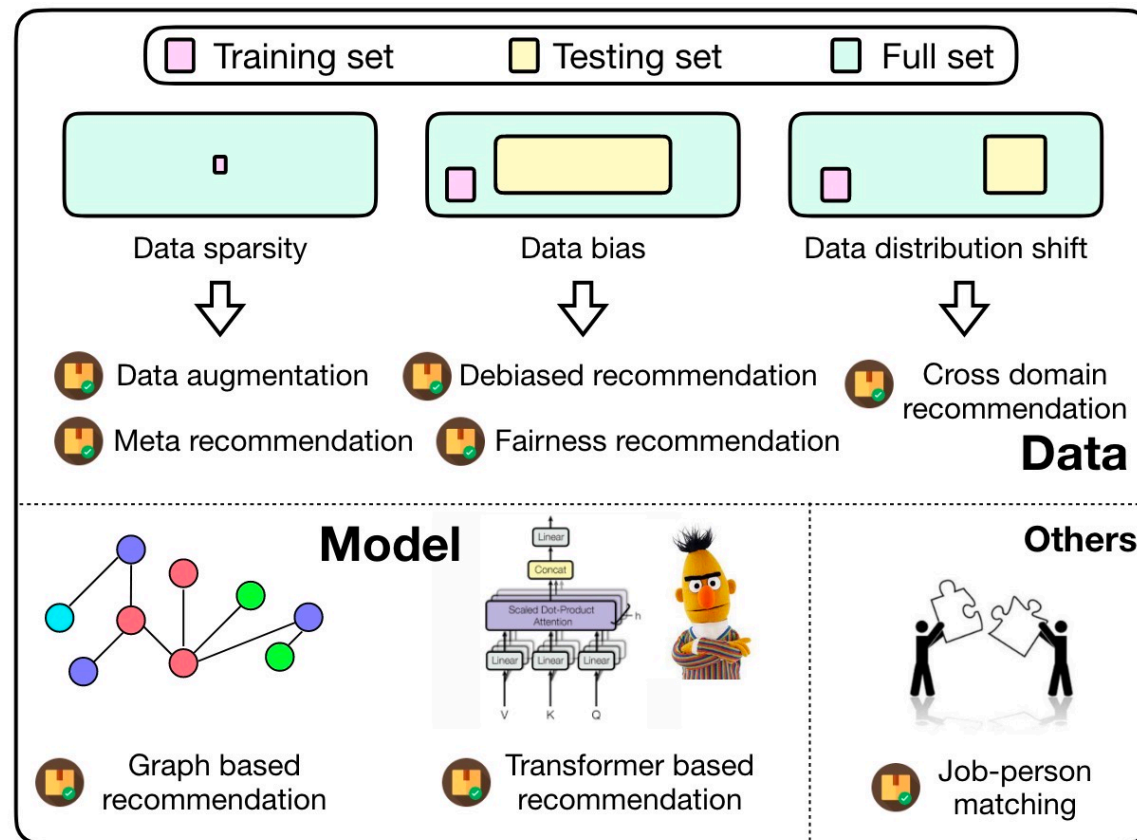 Training set
Testing set
Full set
Data sparsity
Data bias
Data distribution shift
Data augmentation
Debiased recommendation
Cross domain
recommendation
Meta recommendation
Fairness recommendation
Data
Model
Others
Linear
Concat
Scaled Dot-Product
Attention
h
Linear
Linear
Linear
V
K
Q
Graph based
recommendation
Transformer based
recommendation
Job-person
matching